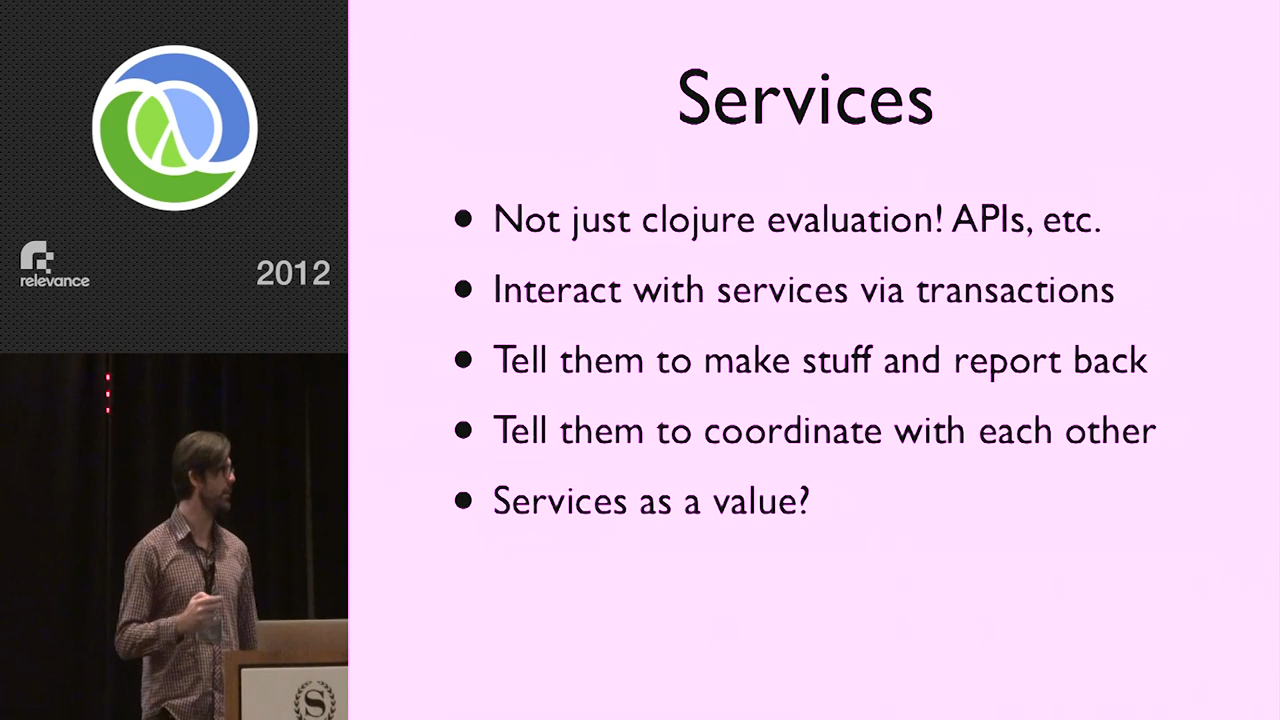 relevance
2012
Services
• Not just clojure evaluation! APIs, etc.
• Interact with services via transactions
• Tell them to make stuff and report back
• Tell them to coordinate with each other
• Services as a value?
S